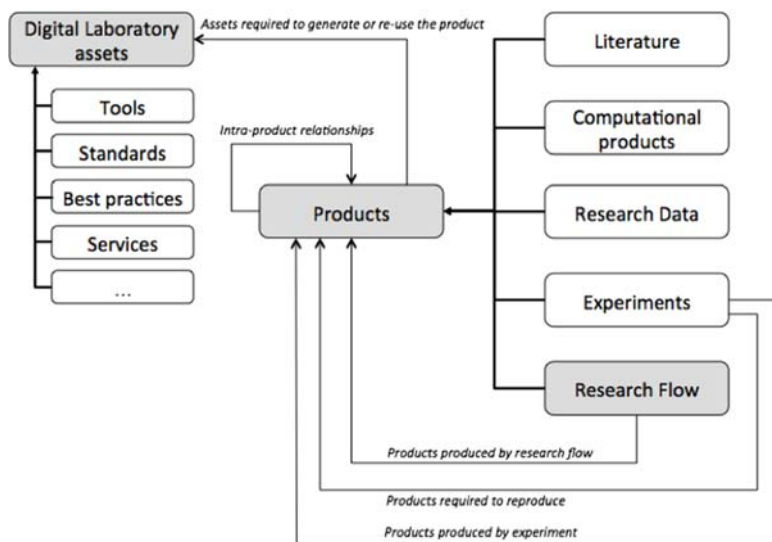 Digital Laboratory
assets
Assets required to generate or re-use the product
Tools
Standards
Best practices
Services
...
Intra-product relationships
Products
Literature
Computational
products
Research Data
Experiments
Research Flow
Products produced by research flow
Products required to reproduce
Products produced by experiment